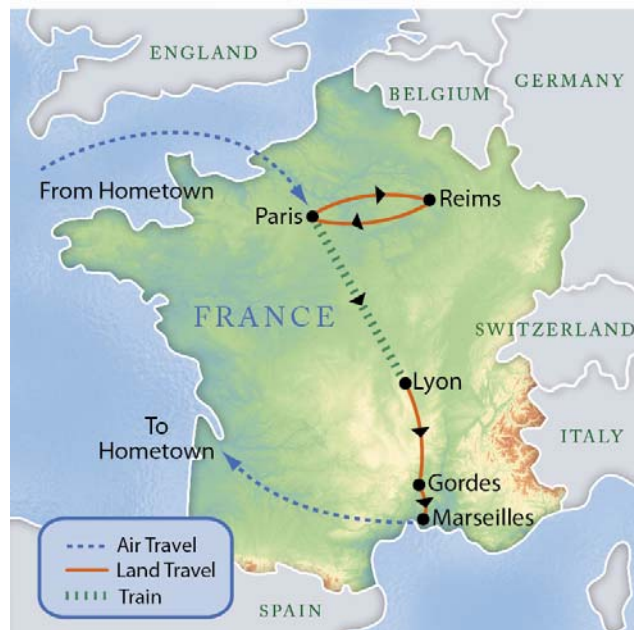 ENGLAND
BELGIUM
GERMANY
From Hometown
Paris
Reims
FRANCE
SWITZERLAND
Lyon
To
Hometown
ITALY
Gordes
Marseilles
Air Travel
Land Travel
Train
SPAIN